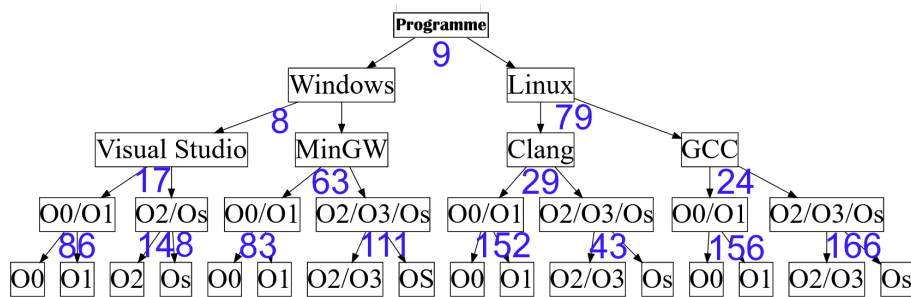 Programme
9
Windows Linux
8 79
Visual Studio MinGW Clang GCC
17 63 29 24
O0/O1 O2/Os O0/O1 O2/O3/Os O0/O1 O2/O3/Os O0/O1 O2/O3/Os
86 148 83 111 152 43 156 166
O0 O1 O2 Os O0 O1 O2/O3 OS O0 O1 O2/O3 Os O0 O1 O2/O3 Os